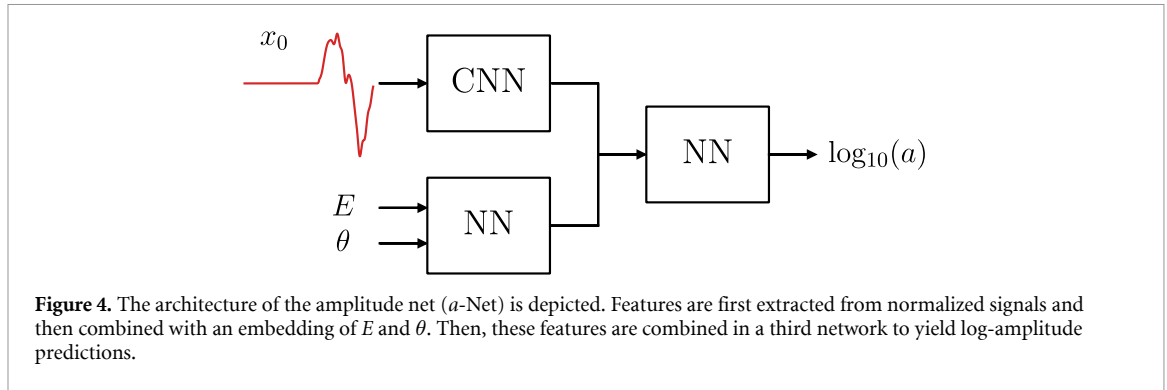 x₀
CNN
NN
log₁₀(a)
E
θ
NN
Figure 4. The architecture of the amplitude net (a-Net) is depicted. Features are first extracted from normalized signals and
then combined with an embedding of E and θ. Then, these features are combined in a third network to yield log-amplitude
predictions.